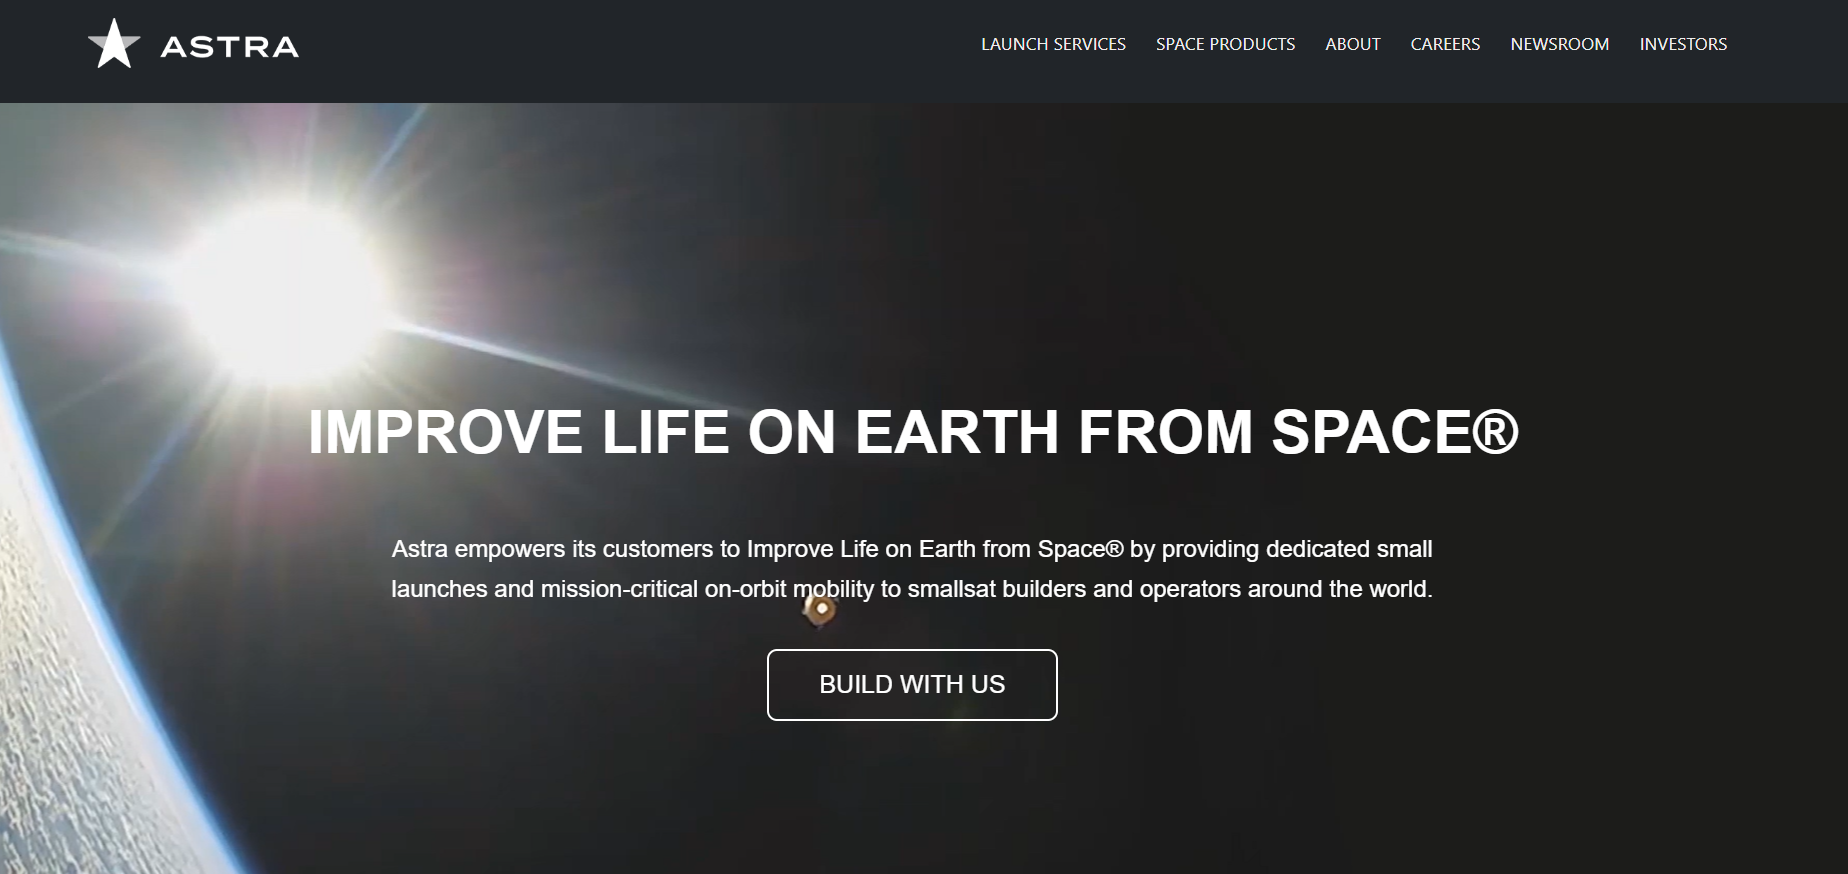 ASTRA
LAUNCH SERVICES
SPACE PRODUCTS
ABOUT
CAREERS
NEWSROOM
INVESTORS
IMPROVE LIFE ON EARTH FROM SPACE®
Astra empowers its customers to Improve Life on Earth from Space® by providing dedicated small
launches and mission-critical on-orbit mobility to smallsat builders and operators around the world.
BUILD WITH US